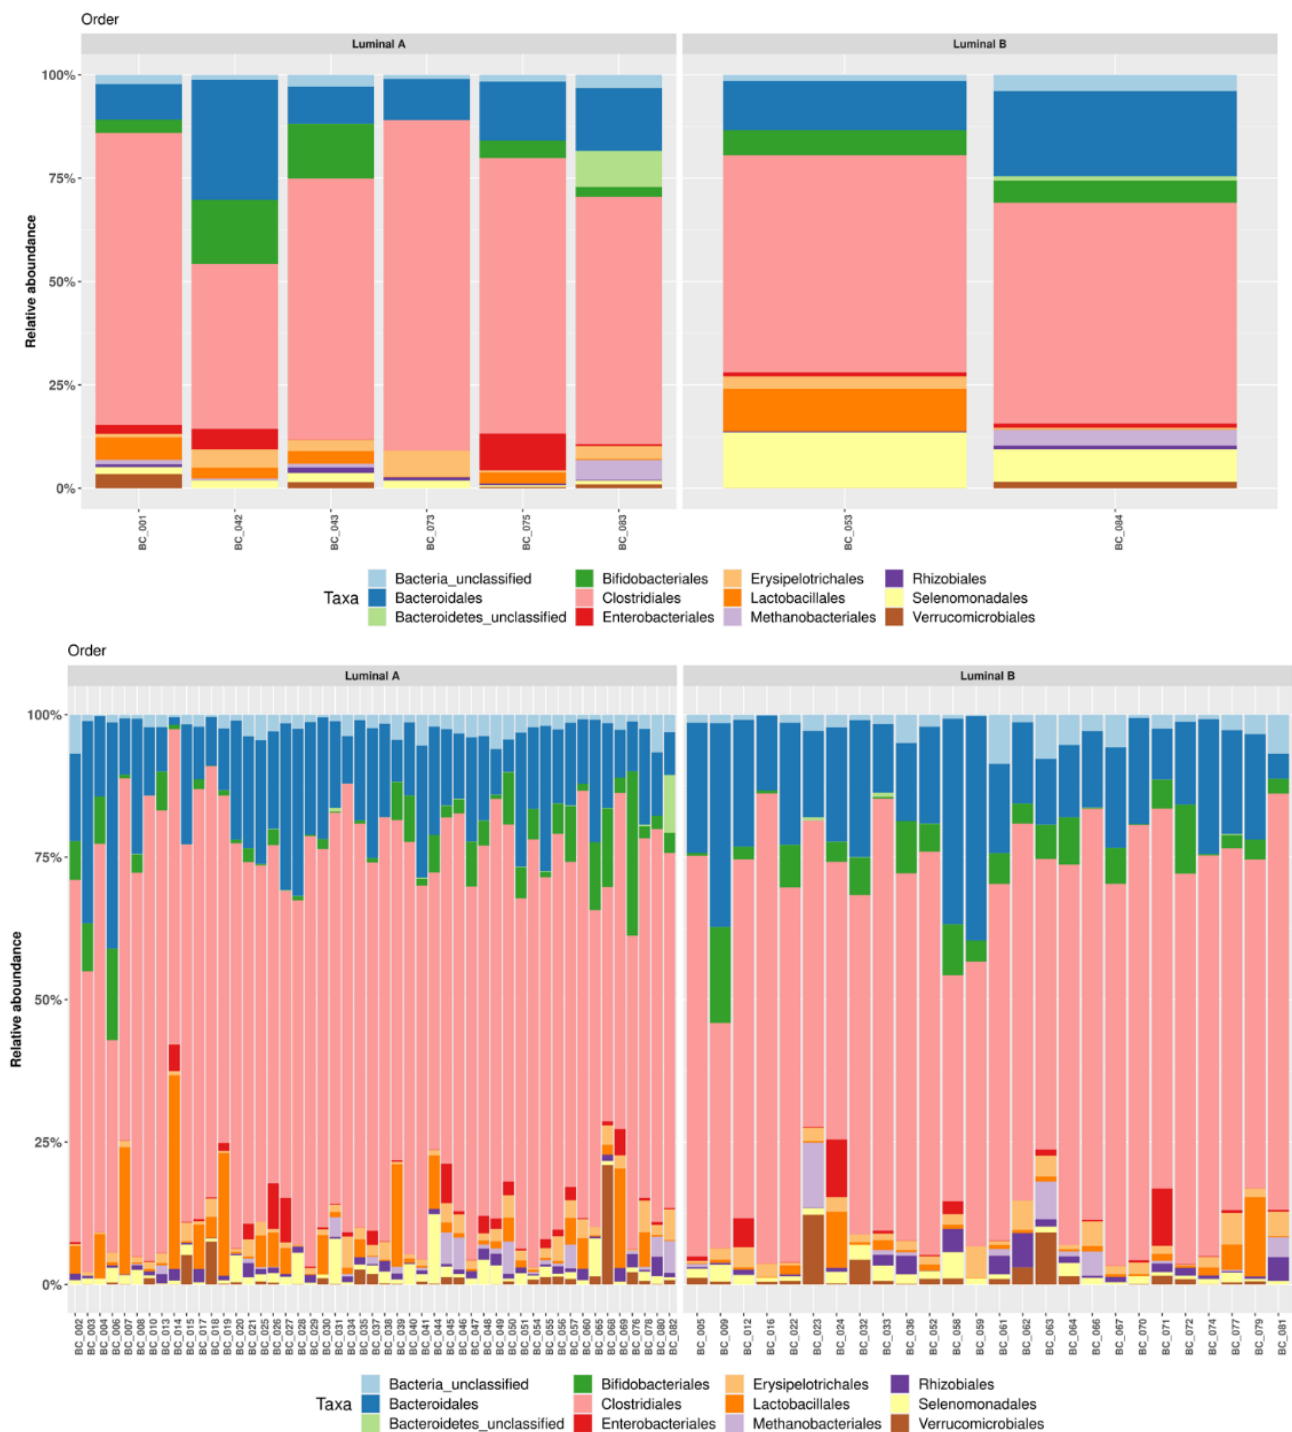 Order
Luminal A
Luminal B
100%
75%
50%
25%
0%
Relative aboundance
BC_001
BC_042
BC_043
BC_073
BC_075
BC_083
BC_053
BC_084
Taxa
Bacteria_unclassified
Bacteroidales
Bacteroidetes_unclassified
Bifidobacteriales
Clostridiales
Enterobacteriales
Erysipelotrichales
Lactobacillales
Methanobacteriales
Rhizobiales
Selenomonadales
Verrucomicrobiales
Order
Luminal A
Luminal B
100%
75%
50%
25%
0%
Relative aboundance
BC_002
BC_003
BC_004
BC_006
BC_007
BC_008
BC_010
BC_013
BC_014
BC_015
BC_017
BC_018
BC_019
BC_020
BC_021
BC_025
BC_026
BC_027
BC_028
BC_029
BC_030
BC_031
BC_034
BC_035
BC_037
BC_038
BC_039
BC_040
BC_041
BC_044
BC_045
BC_046
BC_047
BC_048
BC_049
BC_050
BC_051
BC_054
BC_055
BC_056
BC_057
BC_060
BC_065
BC_068
BC_069
BC_076
BC_078
BC_080
BC_082
BC_005
BC_009
BC_012
BC_016
BC_022
BC_023
BC_024
BC_032
BC_033
BC_036
BC_052
BC_058
BC_059
BC_061
BC_062
BC_063
BC_064
BC_066
BC_067
BC_070
BC_071
BC_072
BC_074
BC_077
BC_079
BC_081
Taxa
Bacteria_unclassified
Bacteroidales
Bacteroidetes_unclassified
Bifidobacteriales
Clostridiales
Enterobacteriales
Erysipelotrichales
Lactobacillales
Methanobacteriales
Rhizobiales
Selenomonadales
Verrucomicrobiales